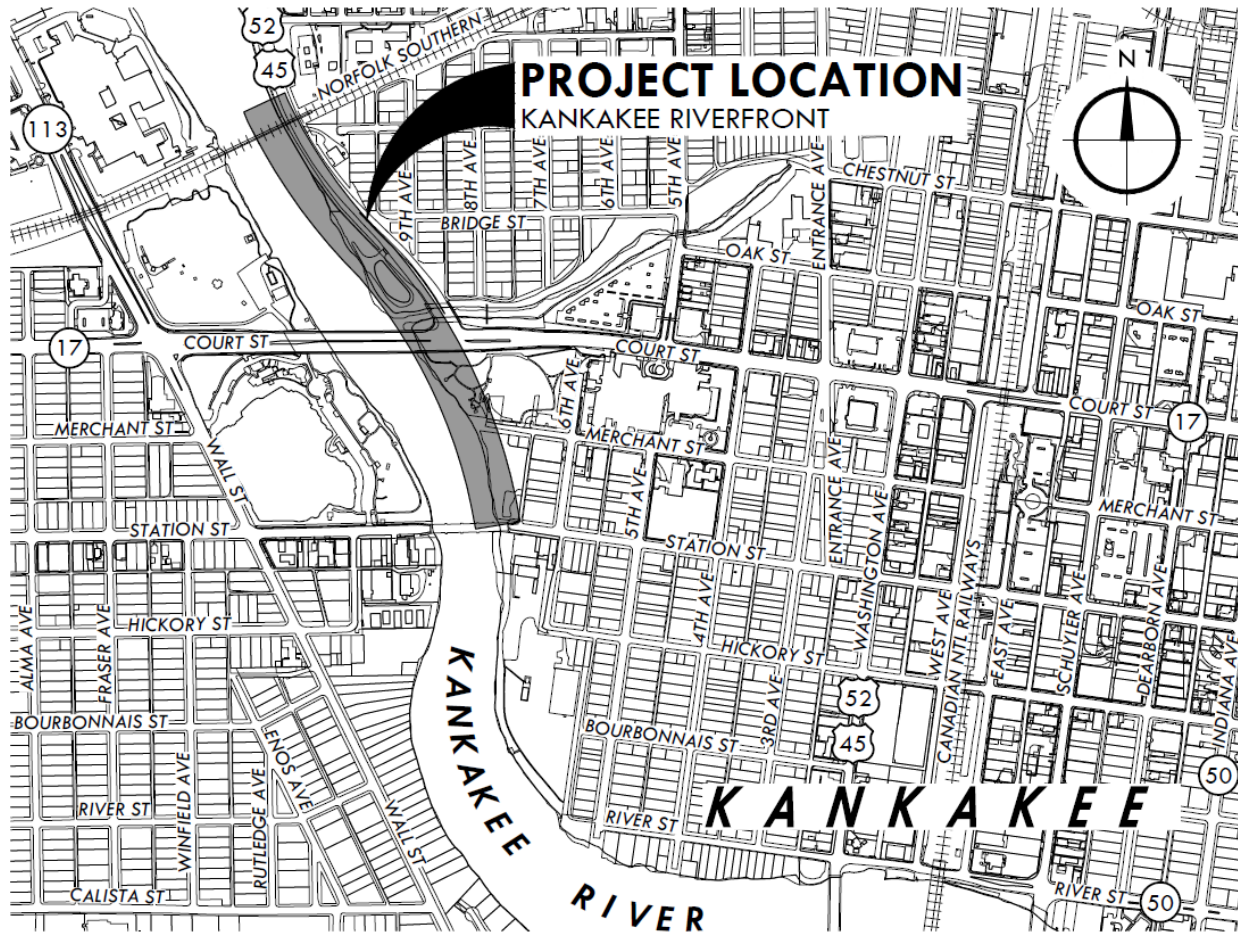 52
45
NORFOLK SOUTHERN
PROJECT LOCATION
KANKAKEE RIVERFRONT
N
113
9TH AVE
8TH AVE
7TH AVE
6TH AVE
5TH AVE
ENTRANCE AVE
CHESTNUT ST
BRIDGE ST
OAK ST
OAK ST
17
COURT ST
COURT ST
COURT ST
17
6TH AVE
MERCHANT ST
MERCHANT ST
MERCHANT ST
WALL ST
5TH AVE
ENTRANCE AVE
WASHINGTON AVE
STATION ST
STATION ST
ALMA AVE
FRASER AVE
HICKORY ST
4TH AVE
HICKORY ST
WEST AVE
CANADIAN INTL RAILWAYS
EAST AVE
SCHUYLER AVE
DEARBORN AVE
INDIANA AVE
KANKAKEE
52
45
3RD AVE
BOURBONNAIS ST
BOURBONNAIS ST
ENOS AVE
50
WINFIELD AVE
RUTLEDGE AVE
RIVER ST
WALL ST
RIVER ST
KANKAKEE
CALISTA ST
RIVER
RIVER ST
50